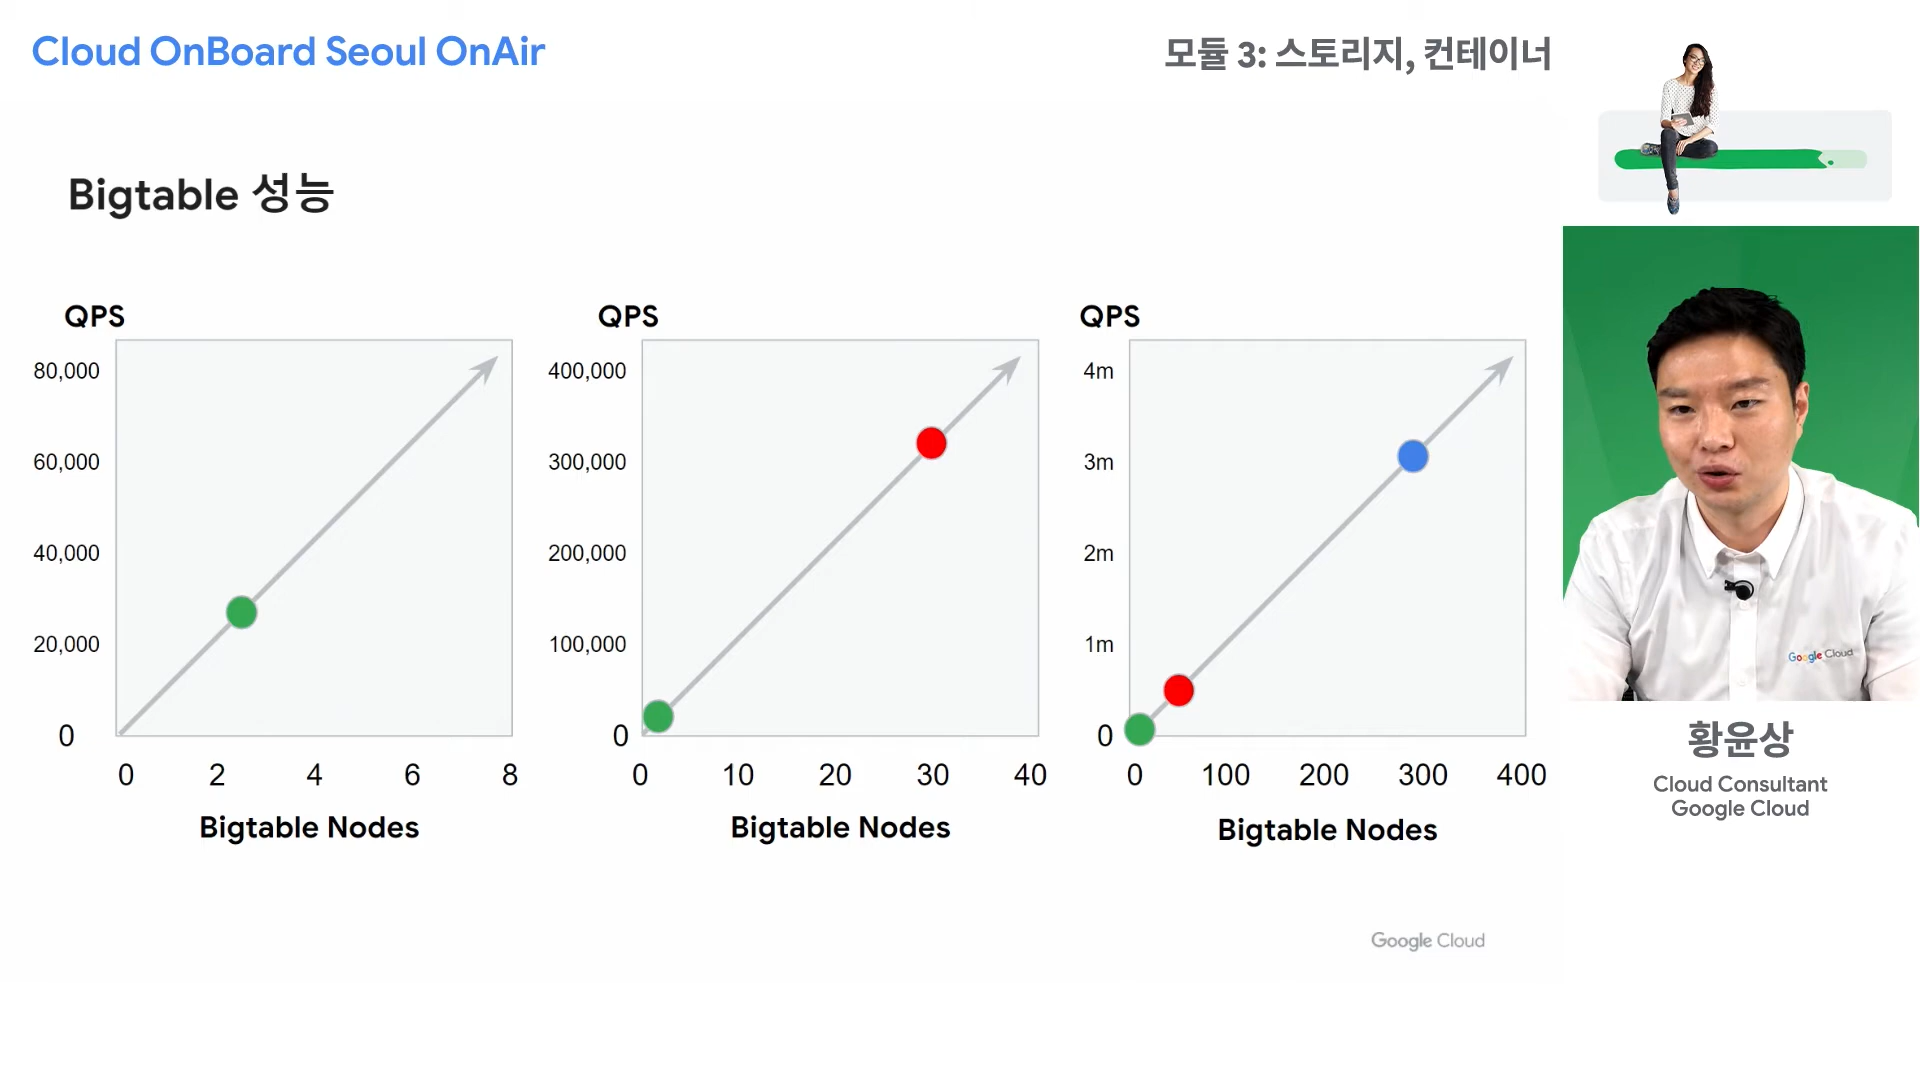 Cloud OnBoard Seoul OnAir
모듈 3: 스토리지, 컨테이너
Bigtable 성능
QPS
80,000
60,000
40,000
20,000
0
0 2 4 6 8
Bigtable Nodes
QPS
400,000
300,000
200,000
100,000
0
0 10 20 30 40
Bigtable Nodes
QPS
4m
3m
2m
1m
0
0 100 200 300 400
Bigtable Nodes
Google Cloud
Google Cloud
황윤상
Cloud Consultant
Google Cloud